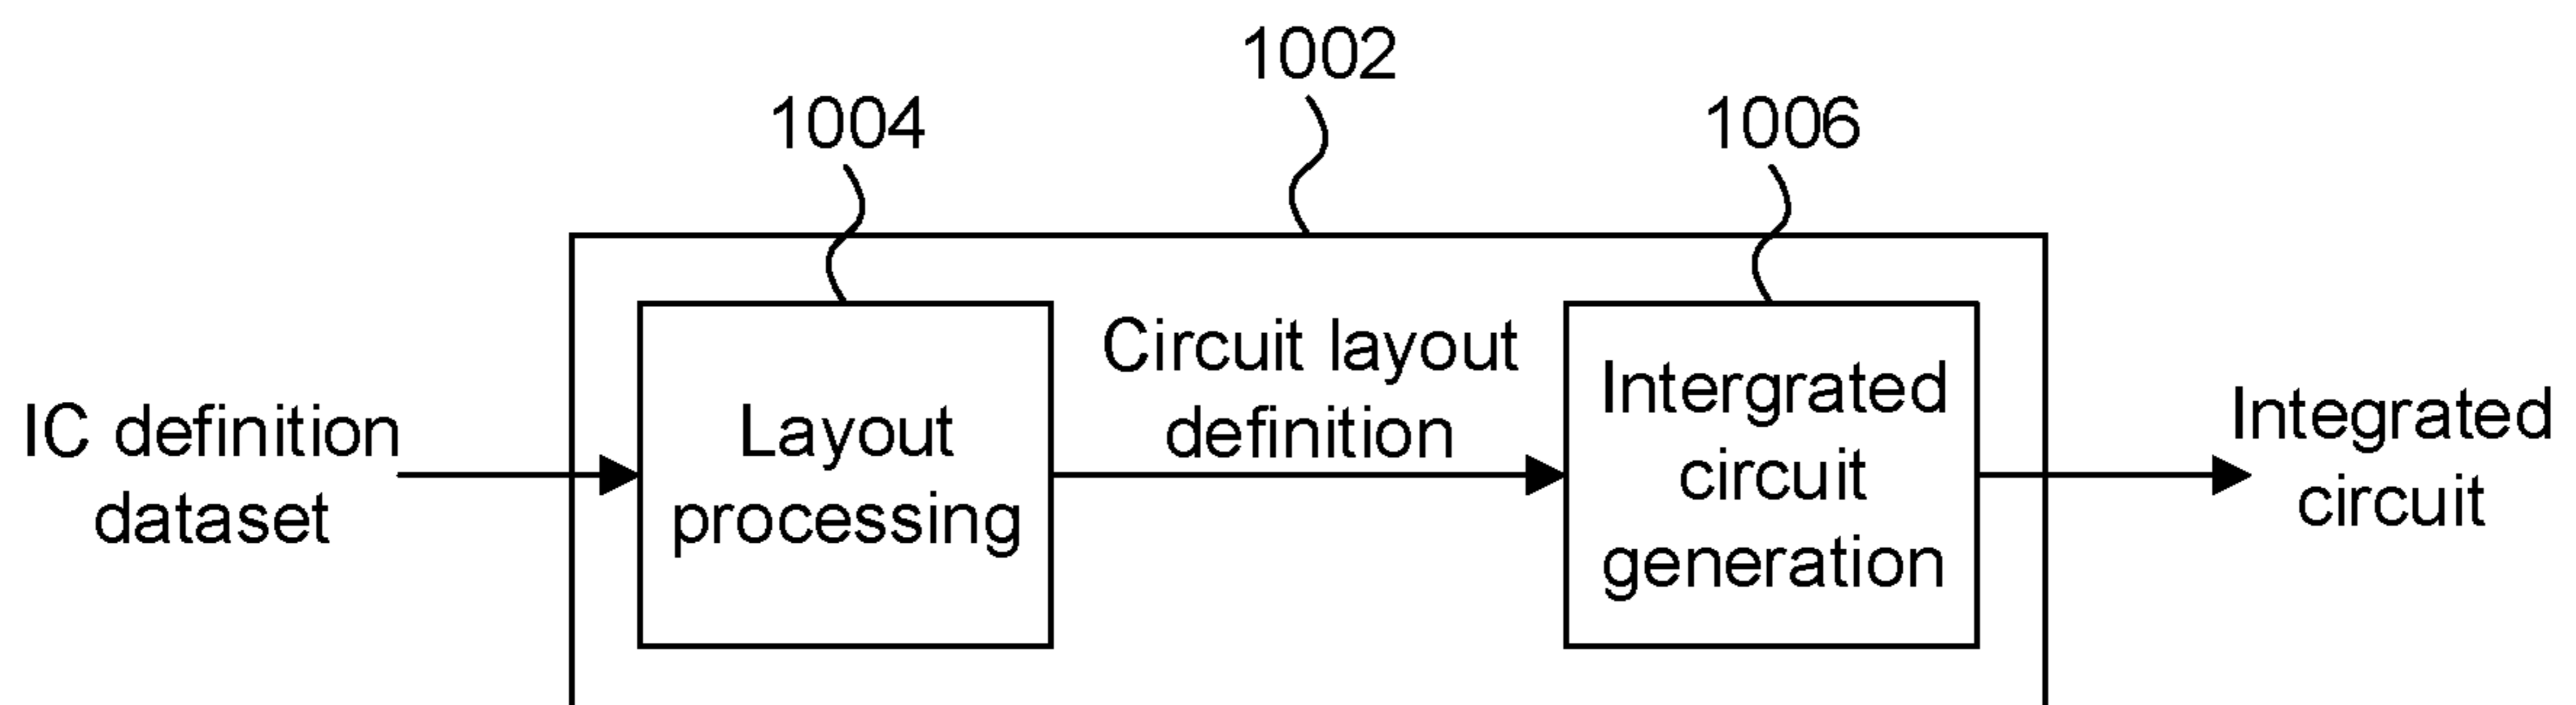 1002
1004
1006
IC definition
dataset
Layout
processing
Circuit layout
definition
Intergrated
circuit
generation
Integrated
circuit